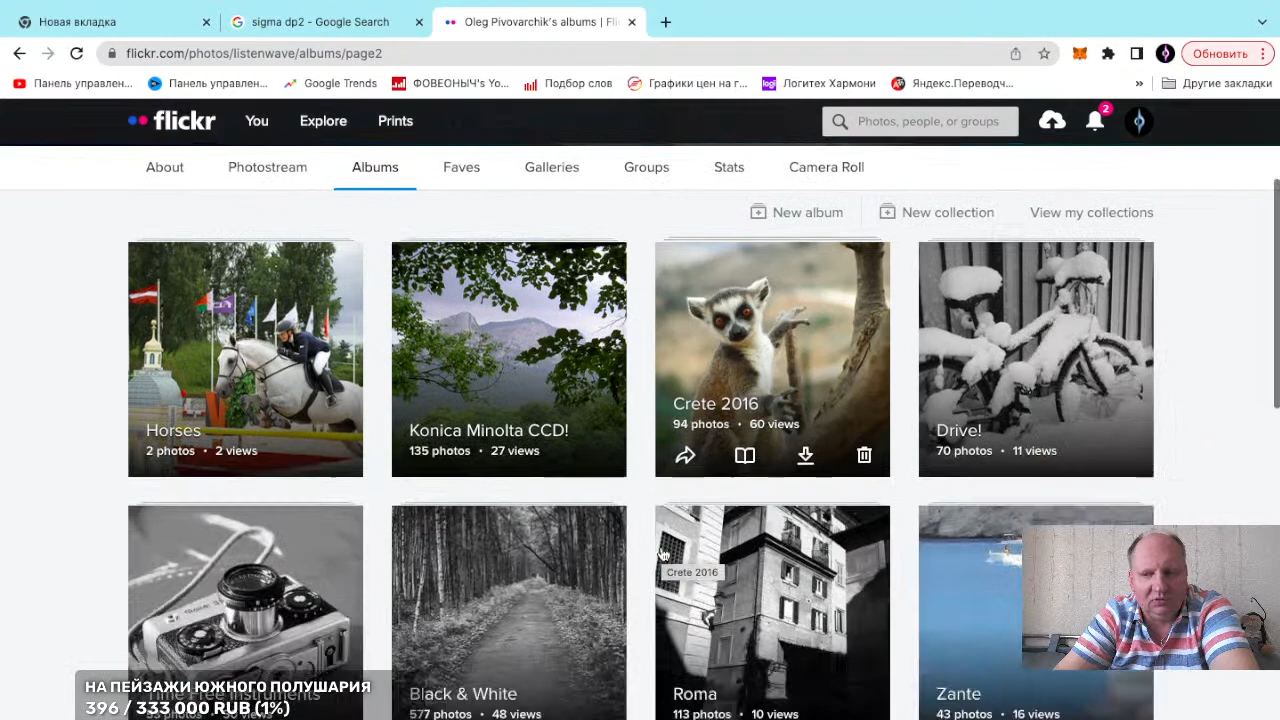 Новая вкладка
sigma dp2 - Google Search
Oleg Pivovarchik's albums | Fli
flickr.com/photos/listenwave/albums/page2
Обновить
Панель управлен...
Панель управлен...
Google Trends
ФОВЕОНЫЧ's Yo...
Подбор слов
Графики цен на г...
Логитех Хармони
Яндекс.Переводч...
»
Другие закладки
flickr
You
Explore
Prints
Photos, people, or groups
2
About
Photostream
Albums
Faves
Galleries
Groups
Stats
Camera Roll
New album
New collection
View my collections
Horses
2 photos • 2 views
Konica Minolta CCD!
135 photos • 27 views
Crete 2016
94 photos • 60 views
Drive!
70 photos • 11 views
Crete 2016
НА ПЕЙЗАЖИ ЮЖНОГО ПОЛУШАРИЯ
396 / 333 000 RUB (1%)
Black & White
577 photos • 48 views
Roma
113 photos • 10 views
Zante
43 photos • 16 views